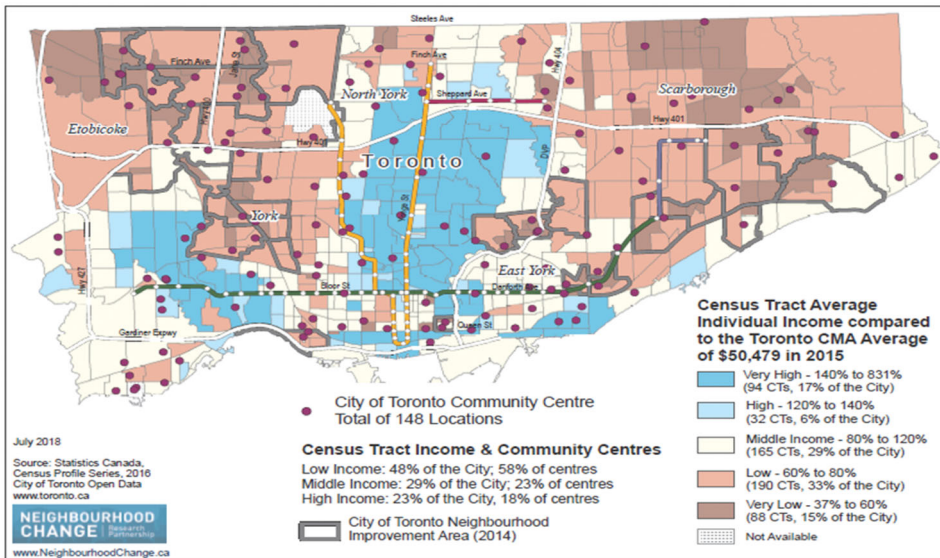 Steeles Ave
Finch Ave
Finch Ave
Jane St
Hwy 400
Hwy 404
North York
Sheppard Ave
Scarborough
Etobicoke
Hwy 401
Toronto
DVP
York
Hwy 427
East York
Bloor St
Danforth Ave
Gardiner Expwy
Queen St
Census Tract Average
Individual Income compared
to the Toronto CMA Average
of $50,479 in 2015
Very High - 140% to 831%
(94 CTs, 17% of the City)
High - 120% to 140%
(32 CTs, 6% of the City)
Middle Income - 80% to 120%
(165 CTs, 29% of the City)
Low - 60% to 80%
(190 CTs, 33% of the City)
Very Low - 37% to 60%
(88 CTs, 15% of the City)
Not Available
City of Toronto Community Centre
Total of 148 Locations
Census Tract Income & Community Centres
Low Income: 48% of the City; 58% of centres
Middle Income: 29% of the City; 23% of centres
High Income: 23% of the City, 18% of centres
City of Toronto Neighbourhood
Improvement Area (2014)
July 2018
Source: Statistics Canada,
Census Profile Series, 2016
City of Toronto Open Data
www.toronto.ca
NEIGHBOURHOOD
CHANGE Research
Partnership
www.NeighbourhoodChange.ca